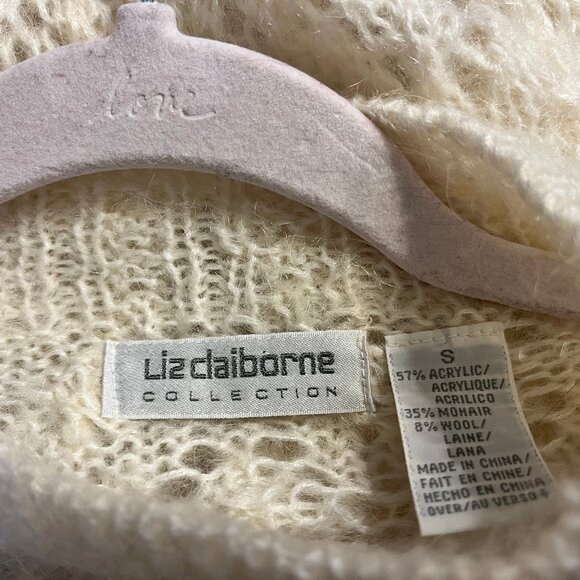 Liz claiborne
COLLECTION
S
57% ACRYLIC/
ACRYLIQUE/
ACRILICO
35% MOHAIR
8% WOOL/
LAINE/
LANA
MADE IN CHINA/
FAIT EN CHINE/
HECHO EN CHINA
OVER/AU VERSO